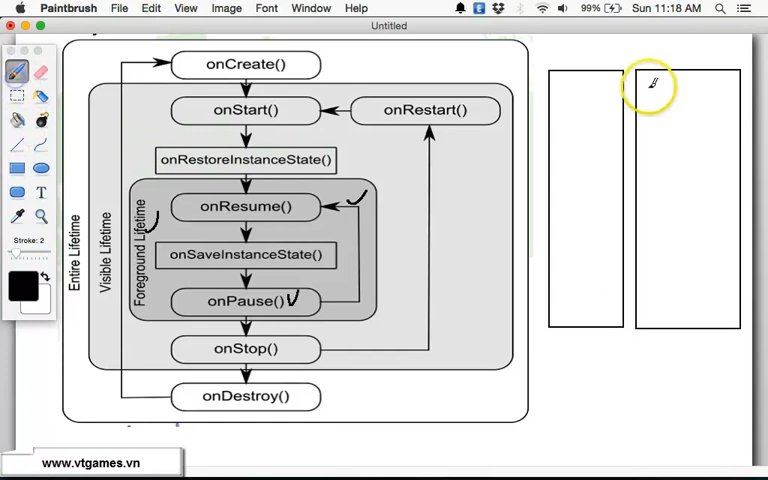 Paintbrush File Edit View Image Font Window Help 99% Sun 11:18 AM
Untitled
onCreate()
onStart()
onRestart()
onRestoreInstanceState()
onResume()
onSaveInstanceState()
onPause()
onStop()
onDestroy()
Entire Lifetime
Visible Lifetime
Foreground Lifetime
T
Stroke: 2
www.vtgames.vn